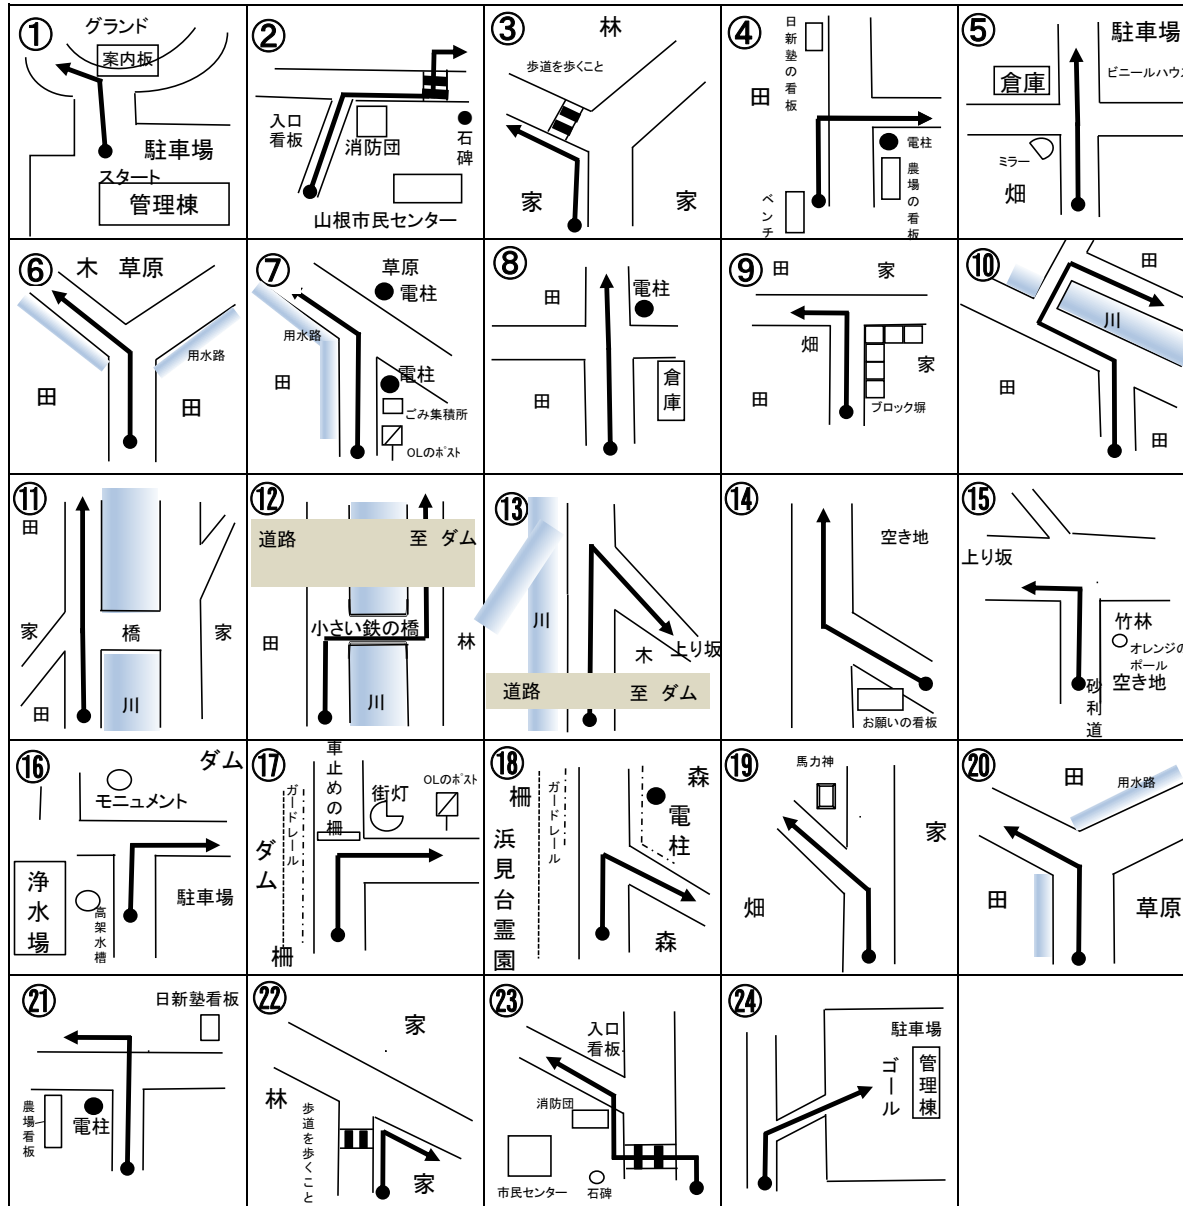 ①
グランド
案内板
駐車場
スタート
管理棟
②
入口
看板
消防団
石碑
山根市民センター
③
林
歩道を歩くこと
家
家
④
日新塾の看板
田
電柱
農場の看板
ベンチ
⑤
駐車場
倉庫
ビニールハウス
ミラー
畑
⑥
木 草原
用水路
田
田
⑦
草原
電柱
用水路
田
電柱
ごみ集積所
OLのポスト
⑧
田
電柱
田
倉庫
⑨
田
家
畑
家
田
ブロック塀
⑩
田
川
田
田
⑪
田
家
橋
家
田
川
⑫
道路
至 ダム
小さい鉄の橋
田
林
川
⑬
川
木
上り坂
道路
至 ダム
⑭
空き地
お願いの看板
⑮
上り坂
竹林
オレンジの
ポール
空き地
砂利道
⑯
ダム
モニュメント
浄水場
高架水槽
駐車場
⑰
車止めの柵
OLのポスト
ガードレール
街灯
ダム
柵
⑱
柵
ガードレール
森
電柱
浜見台霊園
森
⑲
馬力神
家
畑
⑳
田
用水路
田
草原
㉑
日新塾看板
農場看板
電柱
㉒
家
林
歩道を歩くこと
家
㉓
入口
看板
消防団
市民センター
石碑
㉔
駐車場
ゴール
管理棟